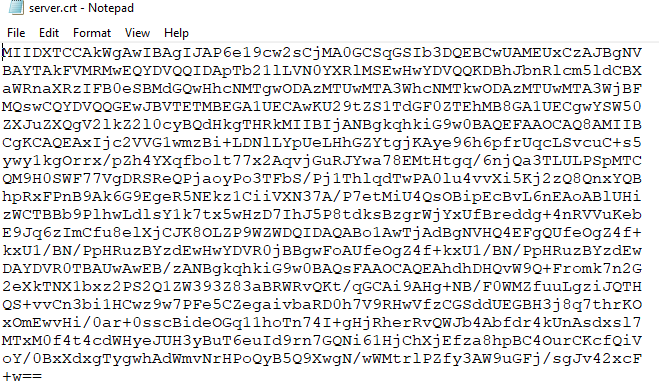 server.crt - Notepad
File Edit Format View Help
MIIDXTCCAkWgAwIBAgIJAP6e19cw2sCjMA0GCSqGSIb3DQEBCwUAMEUxCzAJBgNV
BAYTAkFVMRMwEQYDVQQIDApTb21lLVN0YXRlMSEwHwYDVQQKDBhJbnRlcm5ldCBX
aWRnaXRzIFB0eSBMdGQwHhcNMTgwODAzMTUwMTA3WhcNMTkwODAzMTUwMTA3WjBF
MQswCQYDVQQGEwJBVTETMBEGA1UECAwKU29tZS1TdGF0ZTEhMB8GA1UECgwYSW50
ZXJuZXQgV2lkZ2l0cyBQdHkgTHRkMIIBIjANBgkqhkiG9w0BAQEFAAOCAQ8AMIIB
CgKCAQEAxIjc2VVG1wmzBi+LDNlLYpUeLHhGZYtgjKAye96h6pfrUqcLSvcuC+s5
ywy1kgOrrx/pZh4YXqfbolt77x2AqvjGuRJYwa78EMtHtgq/6njQa3TLULPSpMTC
QM9H0SWF77VgDRSReQPjaoyPo3TFbS/Pj1ThlqdTwPA0lu4vvXi5Kj2zQ8QnxYQB
hpRxFPnB9Ak6G9EgeR5NEkz1CiiVXN37A/P7etMiU4QsOBipEcBvL6nEAoABlUHi
zWCTBBb9PlhwLdlsY1k7tx5wHzD7IhJ5P8tdksBzgrWjYxUfBreddg+4nRVVuKeb
E9Jq6zImCfu8elXjCJK8OLZP9WZWDQIDAQABo1AwTjAdBgNVHQ4EFgQUfeOgZ4f+
kxU1/BN/PpHRuzBYzdEwHwYDVR0jBBgwFoAUfeOgZ4f+kxU1/BN/PpHRuzBYzdEw
DAYDVR0TBAUwAwEB/zANBgkqhkiG9w0BAQsFAAOCAQEAhdhDHQvW9Q+Fromk7n2G
2eXkTNX1bxz2PS2Q1ZW393Z83aBRWRvQKt/qGCAi9AHg+NB/F0WMZfuuLgziJQTH
QS+vvCn3bi1HCwz9w7PFe5CZegaivbaRD0h7V9RHwVfzCGSddUEGBH3j8q7thrKO
xOmEwvHi/0ar+0sscBideOGq11hoTn74I+gHjRherRvQWJb4Abfdr4kUnAsdxsl7
MTxM0f4t4cdWHyeJUH3yBuT6euId9rn7GQNi61HjChXjEfza8hpBC4OurCKcfQiV
oY/0BxXdxgTygwhAdWmvNrHPoQyB5Q9XwgN/wWMtrlPZfy3AW9uGFj/sgJv42xcF
+w==